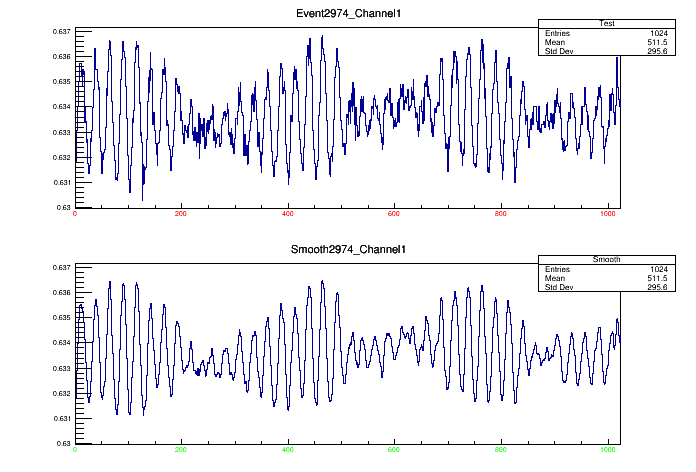 Event2974_Channel1
Test
Entries 1024
Mean 511.5
Std Dev 295.6
0.637
0.636
0.635
0.634
0.633
0.632
0.631
0.63
0 200 400 600 800 1000
Smooth2974_Channel1
Smooth
Entries 1024
Mean 511.5
Std Dev 295.6
0.637
0.636
0.635
0.634
0.633
0.632
0.631
0.63
0 200 400 600 800 1000